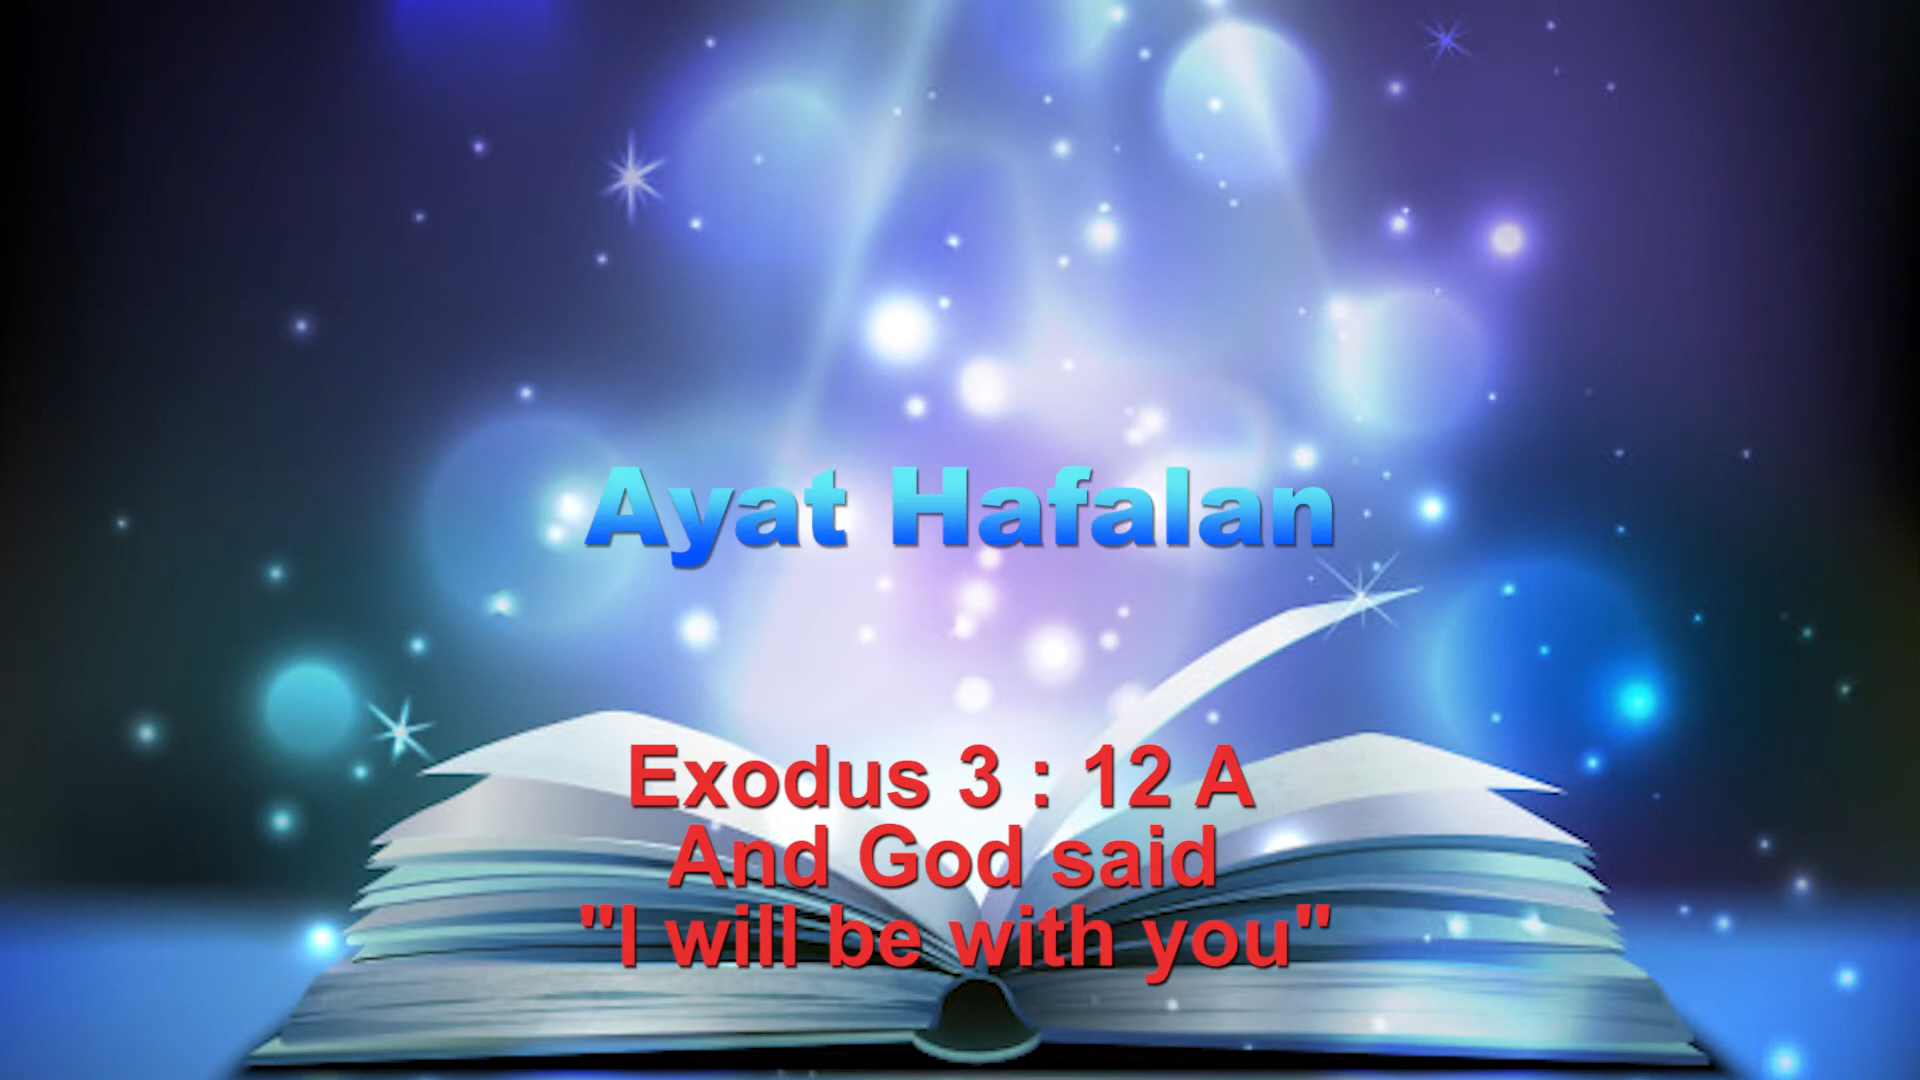 Ayat Hafalan
Exodus 3 : 12 A
And God said
"I will be with you"